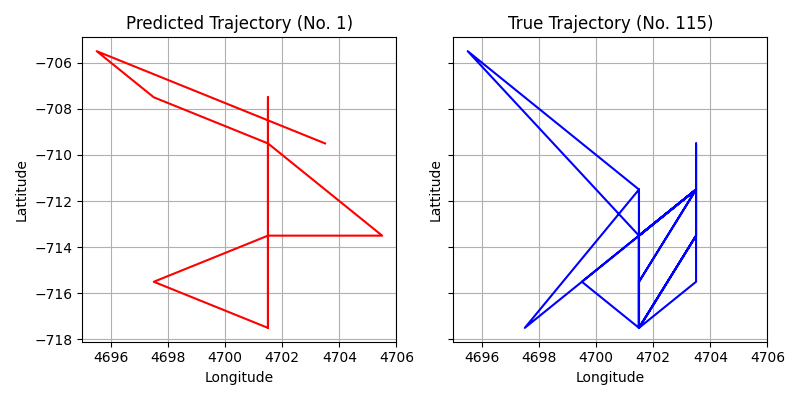 Predicted Trajectory (No. 1)
True Trajectory (No. 115)
−706
−708
−710
−712
−714
−716
−718
Lattitude
Lattitude
4696 4698 4700 4702 4704 4706
4696 4698 4700 4702 4704 4706
Longitude
Longitude